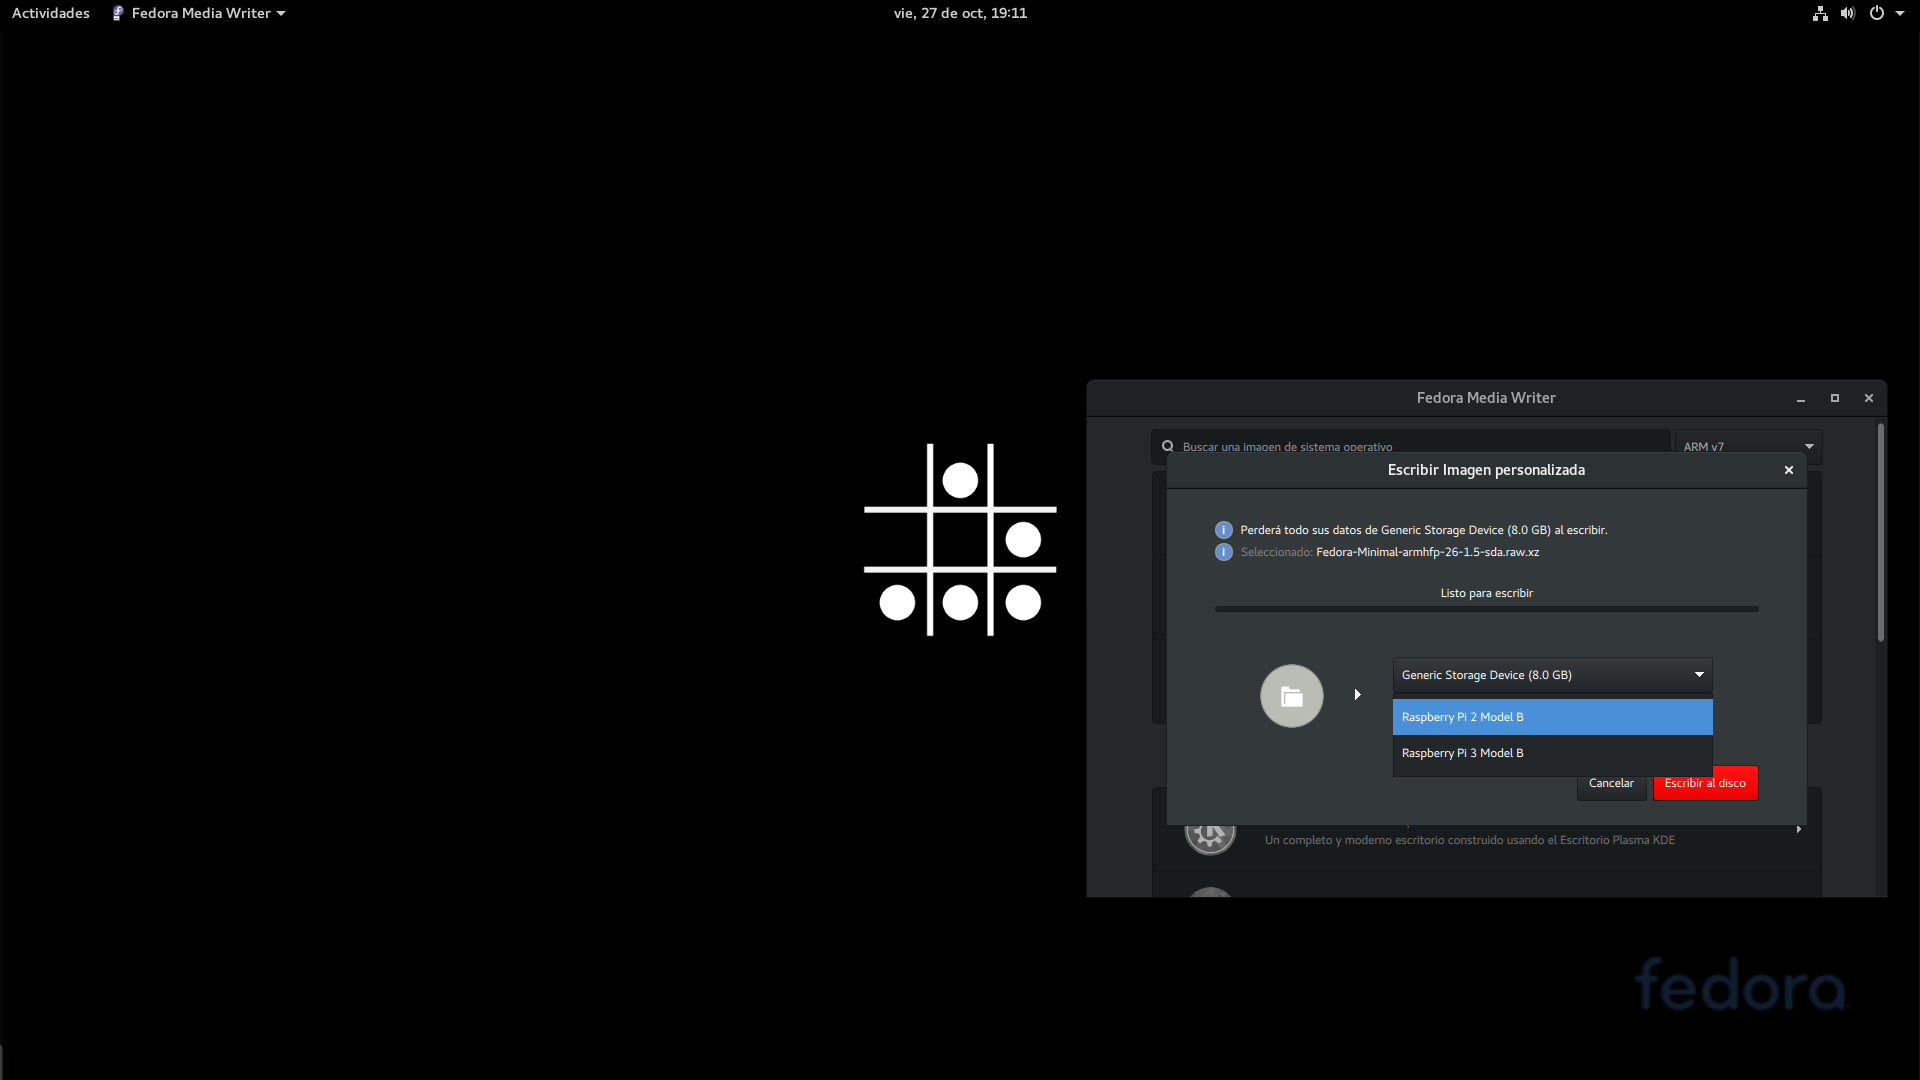 Actividades
Fedora Media Writer
vie, 27 de oct, 19:11
Fedora Media Writer
Buscar una imagen de sistema operativo
ARM v7
Escribir Imagen personalizada
Perderá todo sus datos de Generic Storage Device (8.0 GB) al escribir.
Seleccionado: Fedora-Minimal-armhfp-26-1.5-sda.raw.xz
Listo para escribir
Generic Storage Device (8.0 GB)
Raspberry Pi 2 Model B
Raspberry Pi 3 Model B
Cancelar
Escribir al disco
Un completo y moderno escritorio construido usando el Escritorio Plasma KDE
fedora